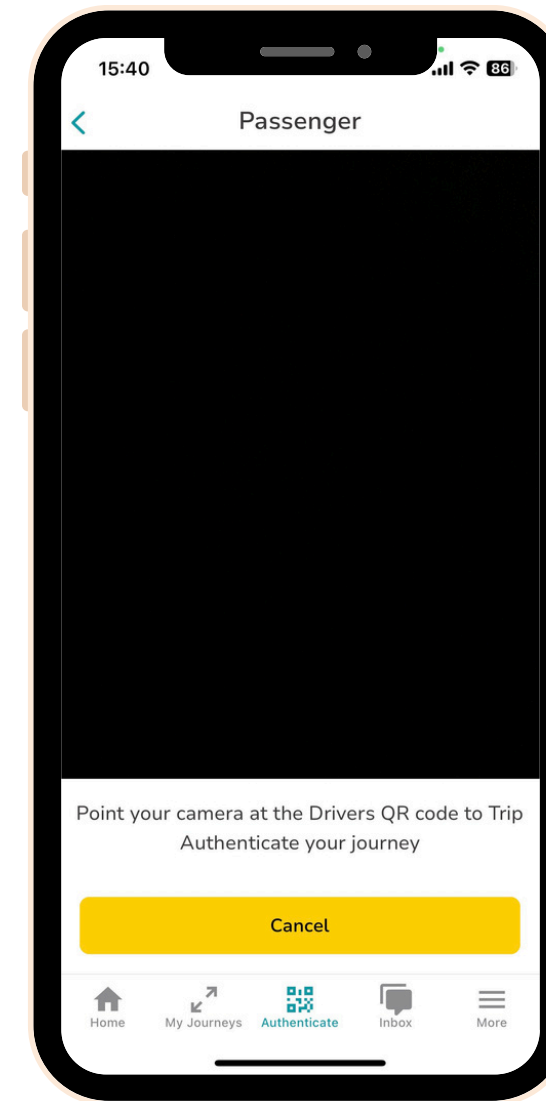 15:40
86
Passenger
Point your camera at the Drivers QR code to Trip
Authenticate your journey
Cancel
Home
My Journeys
Authenticate
Inbox
More